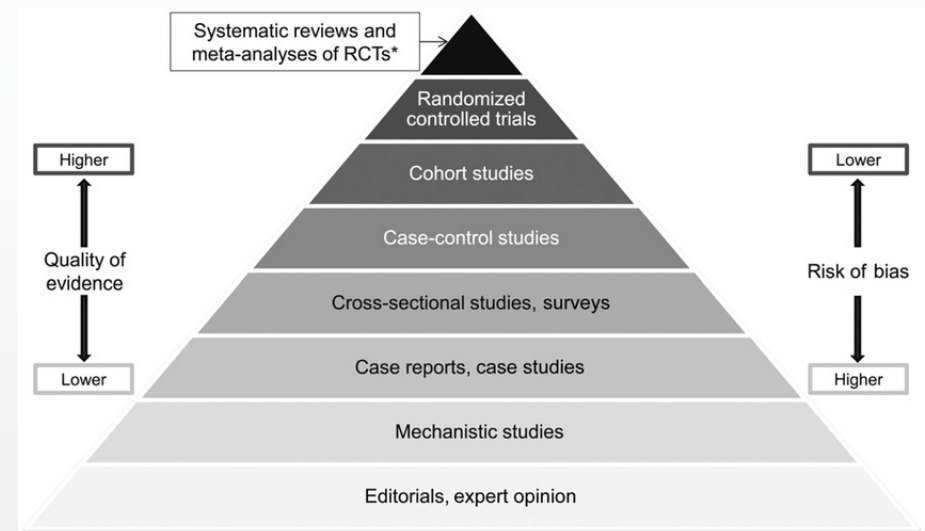 Systematic reviews and
meta-analyses of RCTs*
Randomized
controlled trials
Higher
Lower
Cohort studies
Case-control studies
Quality of
evidence
Risk of bias
Cross-sectional studies, surveys
Case reports, case studies
Lower
Higher
Mechanistic studies
Editorials, expert opinion